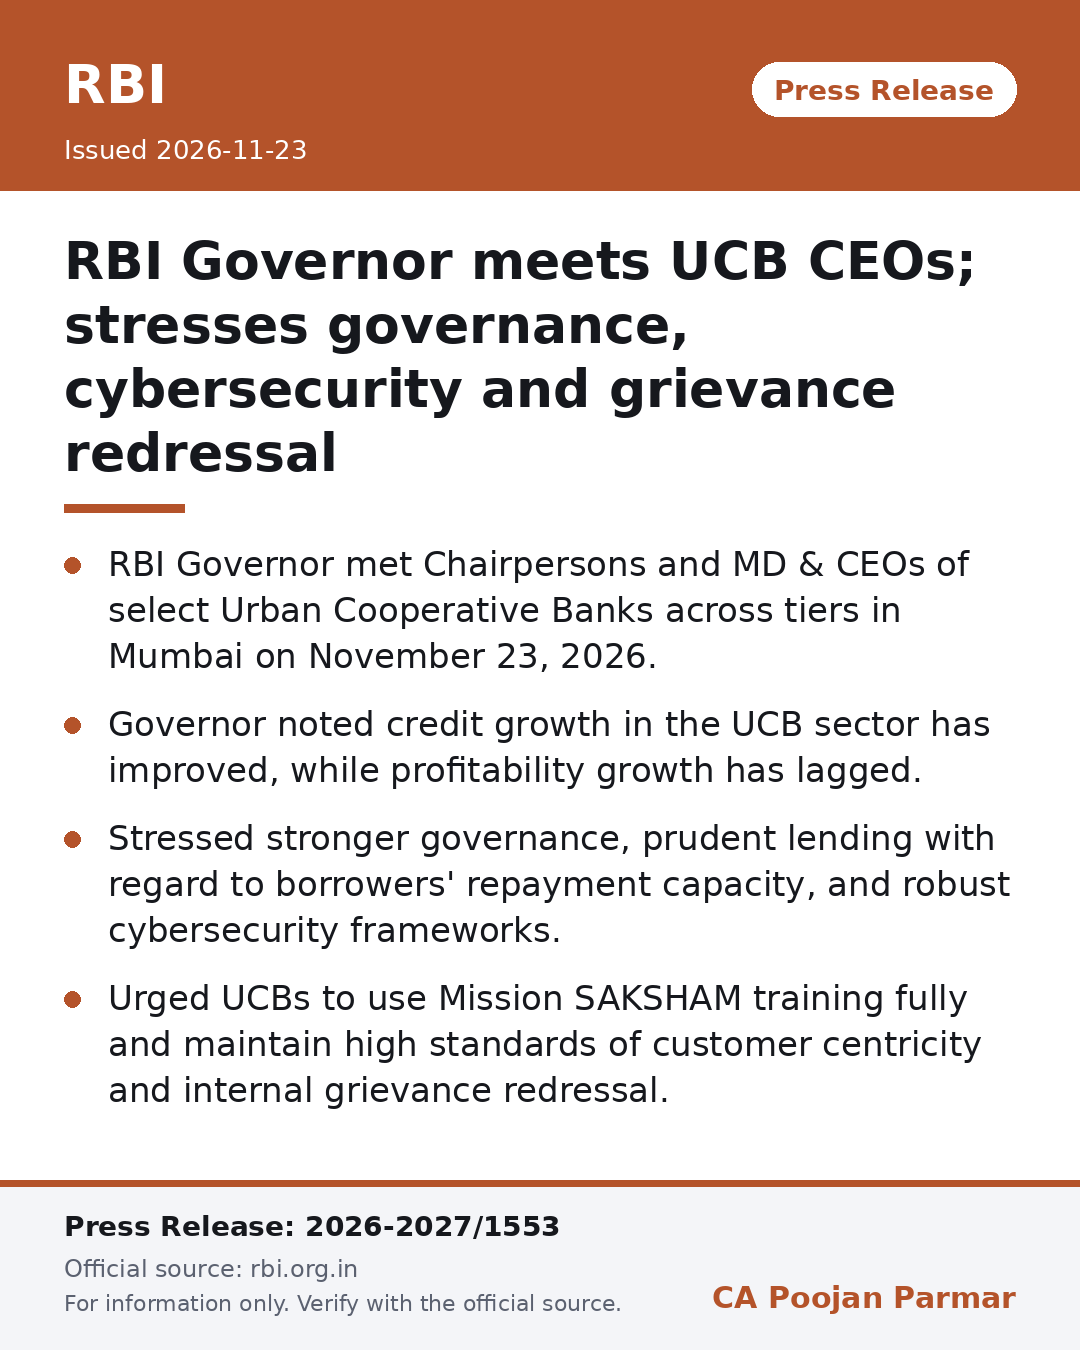 RBI
Press Release
Issued 2026-11-23
RBI Governor meets UCB CEOs;
stresses governance,
cybersecurity and grievance
redressal
RBI Governor met Chairpersons and MD & CEOs of
select Urban Cooperative Banks across tiers in
Mumbai on November 23, 2026.
Governor noted credit growth in the UCB sector has
improved, while profitability growth has lagged.
Stressed stronger governance, prudent lending with
regard to borrowers' repayment capacity, and robust
cybersecurity frameworks.
Urged UCBs to use Mission SAKSHAM training fully
and maintain high standards of customer centricity
and internal grievance redressal.
Press Release: 2026-2027/1553
Official source: rbi.org.in
For information only. Verify with the official source.
CA Poojan Parmar